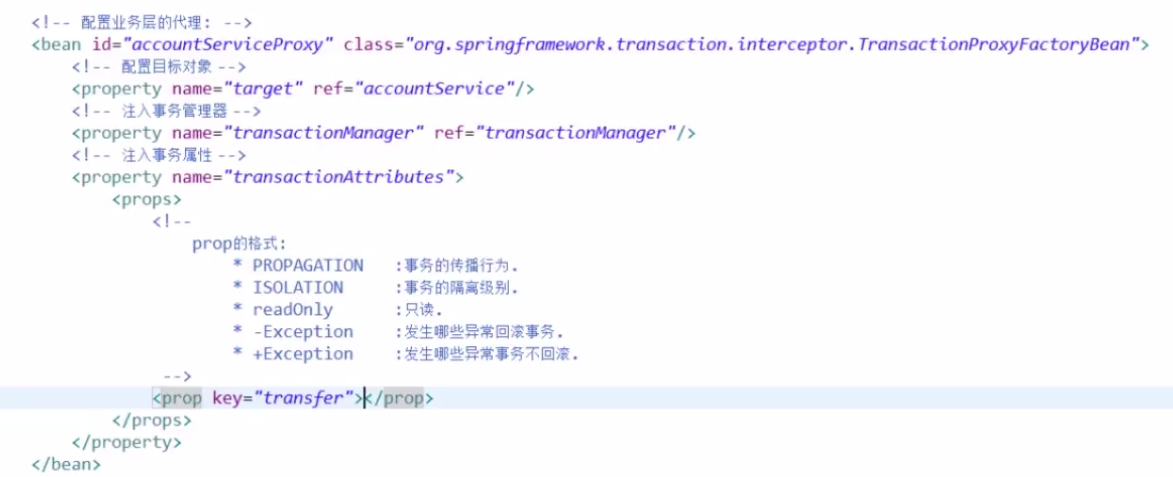 <!-- 配置业务层的代理: -->
<bean id="accountServiceProxy" class="org.springframework.transaction.interceptor.TransactionProxyFactoryBean">
<!-- 配置目标对象 -->
<property name="target" ref="accountService"/>
<!-- 注入事务管理器 -->
<property name="transactionManager" ref="transactionManager"/>
<!-- 注入事务属性 -->
<property name="transactionAttributes">
<props>
<!--
prop的格式:
* PROPAGATION :事务的传播行为.
* ISOLATION :事务的隔离级别.
* readOnly :只读.
* -Exception :发生哪些异常回滚事务.
* +Exception :发生哪些异常事务不回滚.
-->
<prop key="transfer"></prop>
</props>
</property>
</bean>